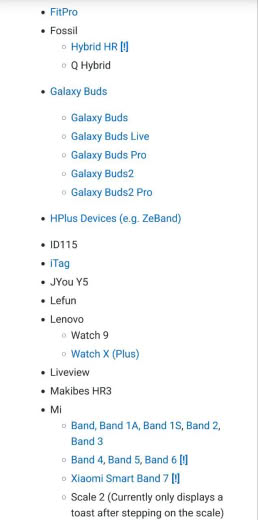 FitPro
Fossil
Hybrid HR [!]
Q Hybrid
Galaxy Buds
Galaxy Buds
Galaxy Buds Live
Galaxy Buds Pro
Galaxy Buds2
Galaxy Buds2 Pro
HPlus Devices (e.g. ZeBand)
ID115
iTag
JYou Y5
Lefun
Lenovo
Watch 9
Watch X (Plus)
Liveview
Makibes HR3
Mi
Band, Band 1A, Band 1S, Band 2,
Band 3
Band 4, Band 5, Band 6 [!]
Xiaomi Smart Band 7 [!]
Scale 2 (Currently only displays a
toast after stepping on the scale)